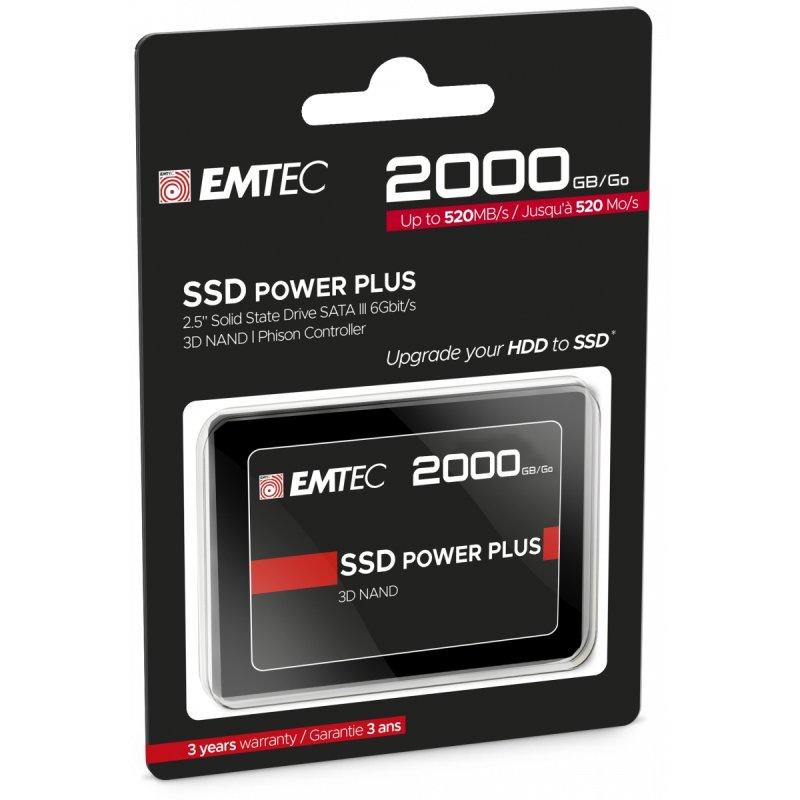 EMTEC
2000 GB/Go
Up to 520MB/s / Jusqu'à 520 Mo/s
SSD POWER PLUS
2.5" Solid State Drive SATA III 6Gbit/s
3D NAND | Phison Controller
Upgrade your HDD to SSD*
EMTEC 2000 GB/Go
SSD POWER PLUS
3D NAND
3 years warranty / Garantie 3 ans